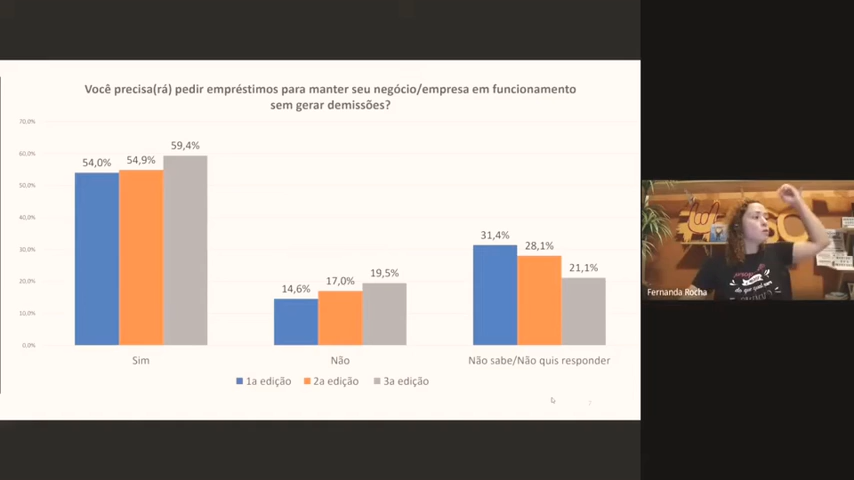 Você precisa(rá) pedir empréstimos para manter seu negócio/empresa em funcionamento
sem gerar demissões?
70,0%
60,0%
50,0%
40,0%
30,0%
20,0%
10,0%
0,0%
54,0%
54,9%
59,4%
14,6%
17,0%
19,5%
31,4%
28,1%
21,1%
Sim
Não
Não sabe/Não quis responder
1a edição
2a edição
3a edição
2
Fernanda Rocha